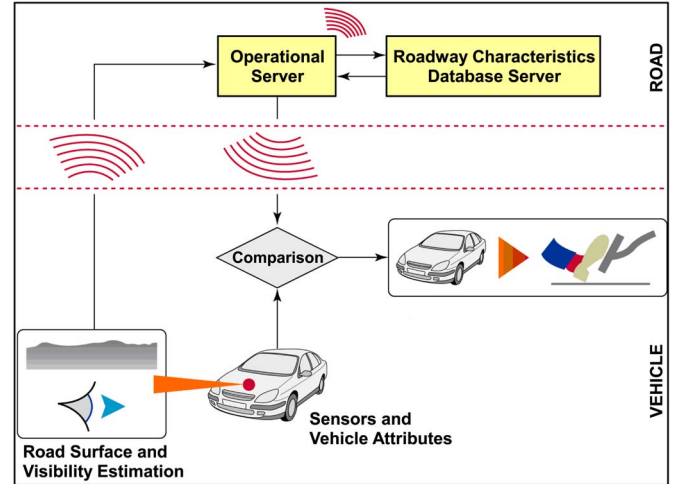 Operational
Server
Roadway Characteristics
Database Server
ROAD
Comparison
VEHICLE
Sensors and
Vehicle Attributes
Road Surface and
Visibility Estimation